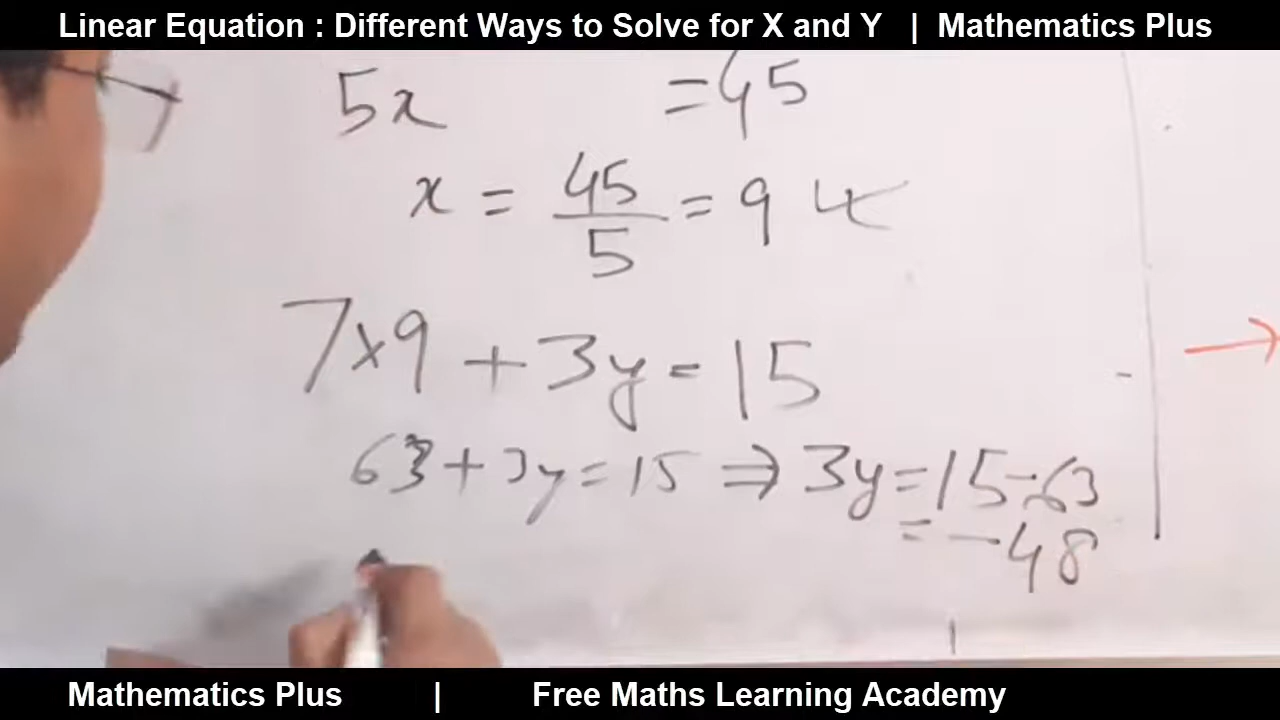 Linear Equation : Different Ways to Solve for X and Y | Mathematics Plus
5x = 45
x = 45/5 = 9
7x9 + 3y = 15
63 + 3y = 15 ⇒ 3y = 15 - 63
= - 48
Mathematics Plus | Free Maths Learning Academy